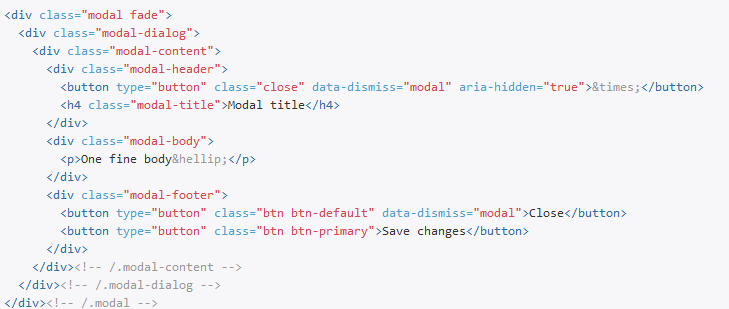 <div class="modal fade">
  <div class="modal-dialog">
    <div class="modal-content">
      <div class="modal-header">
        <button type="button" class="close" data-dismiss="modal" aria-hidden="true">&times;</button>
        <h4 class="modal-title">Modal title</h4>
      </div>
      <div class="modal-body">
        <p>One fine body&hellip;</p>
      </div>
      <div class="modal-footer">
        <button type="button" class="btn btn-default" data-dismiss="modal">Close</button>
        <button type="button" class="btn btn-primary">Save changes</button>
      </div>
    </div><!-- /.modal-content -->
  </div><!-- /.modal-dialog -->
</div><!-- /.modal -->